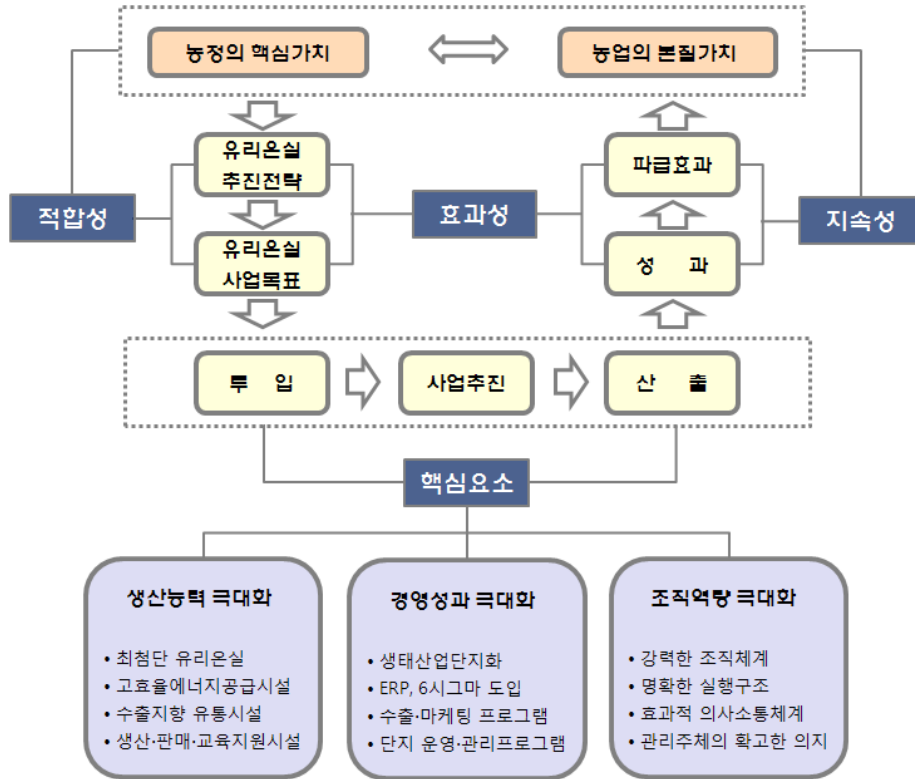 농정의 핵심가치
농업의 본질가치
유리온실
추진전략
파급효과
적합성
효과성
지속성
유리온실
사업목표
성 과
투 입
사업추진
산 출
핵심요소
생산능력 극대화
• 최첨단 유리온실
• 고효율에너지공급시설
• 수출지향 유통시설
• 생산·판매·교육지원시설
경영성과 극대화
• 생태산업단지화
• ERP, 6시그마 도입
• 수출·마케팅 프로그램
• 단지 운영·관리프로그램
조직역량 극대화
• 강력한 조직체계
• 명확한 실행구조
• 효과적 의사소통체계
• 관리주체의 확고한 의지